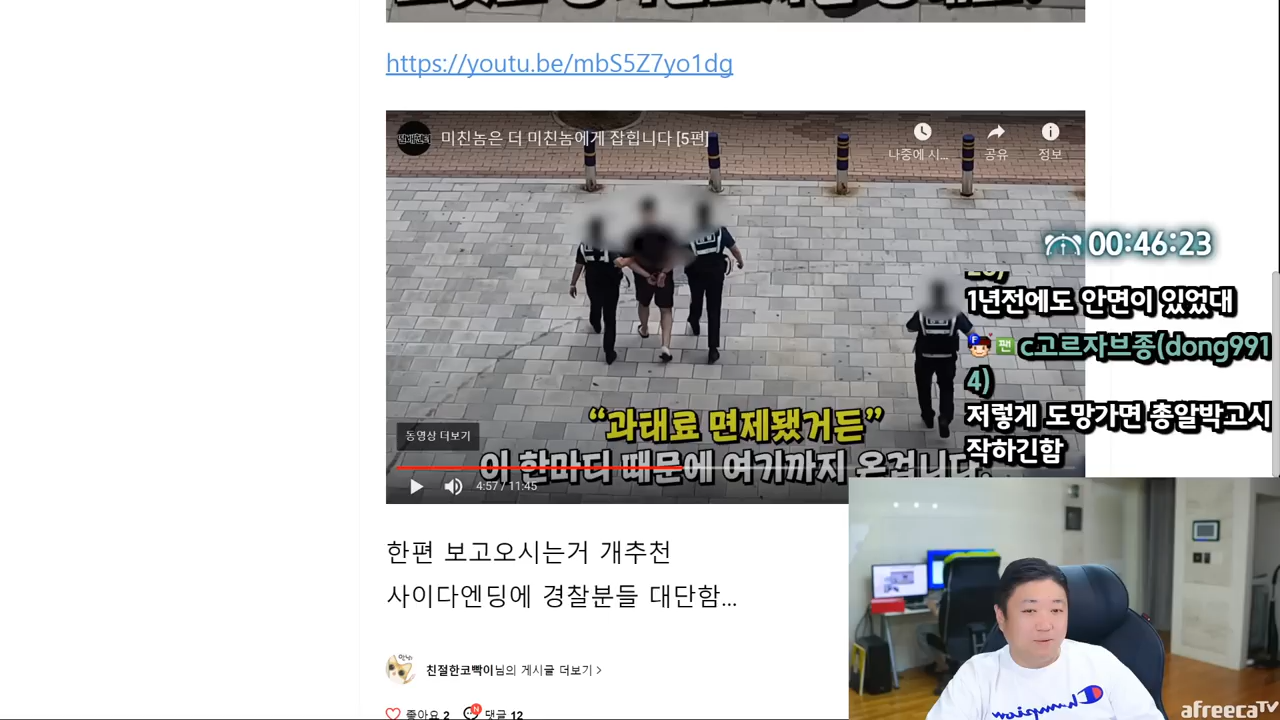 https://youtu.be/mbS5Z7yo1dg
미친놈은 더 미친놈에게 잡힙니다 [5편]
나중에 시...
공유
정보
00:46:23
1년전에도 안면이 있었대
팬 c고르자브종(dong991
4)
저렇게 도망가면 총알박고시
작하긴함
“과태료 면제됐거든”
동영상 더보기
이 한마디 때문에 여기까지 온겁니다.
4:57 / 11:45
한편 보고오시는거 개추천
사이다엔딩에 경찰분들 대단함...
친절한코빡이님의 게시글 더보기 >
좋아요 2
N
댓글 12
Champion
afreecaTV